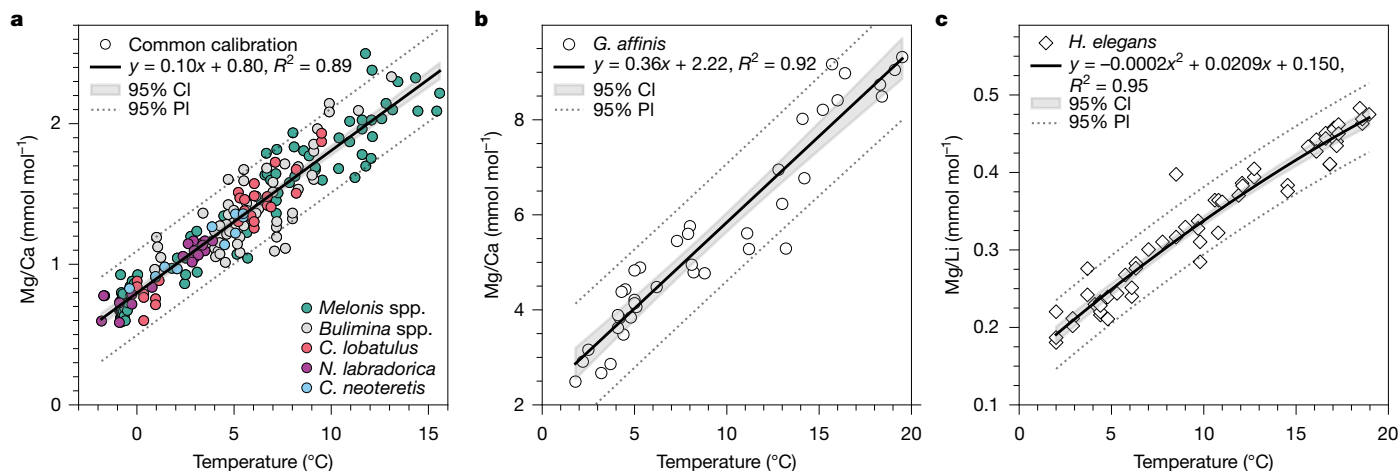 a
Common calibration
y = 0.10x + 0.80, R² = 0.89
95% CI
95% PI
Mg/Ca (mmol mol⁻¹)
2
1
0
Melonis spp.
Bulimina spp.
C. lobatulus
N. labradorica
C. neoteretis
0 5 10 15
Temperature (°C)
b
G. affinis
y = 0.36x + 2.22, R² = 0.92
95% CI
95% PI
Mg/Ca (mmol mol⁻¹)
8
6
4
2
0 5 10 15 20
Temperature (°C)
c
H. elegans
y = −0.0002x² + 0.0209x + 0.150,
R² = 0.95
95% CI
95% PI
Mg/LI (mmol mol⁻¹)
0.5
0.4
0.3
0.2
0.1
0 5 10 15 20
Temperature (°C)